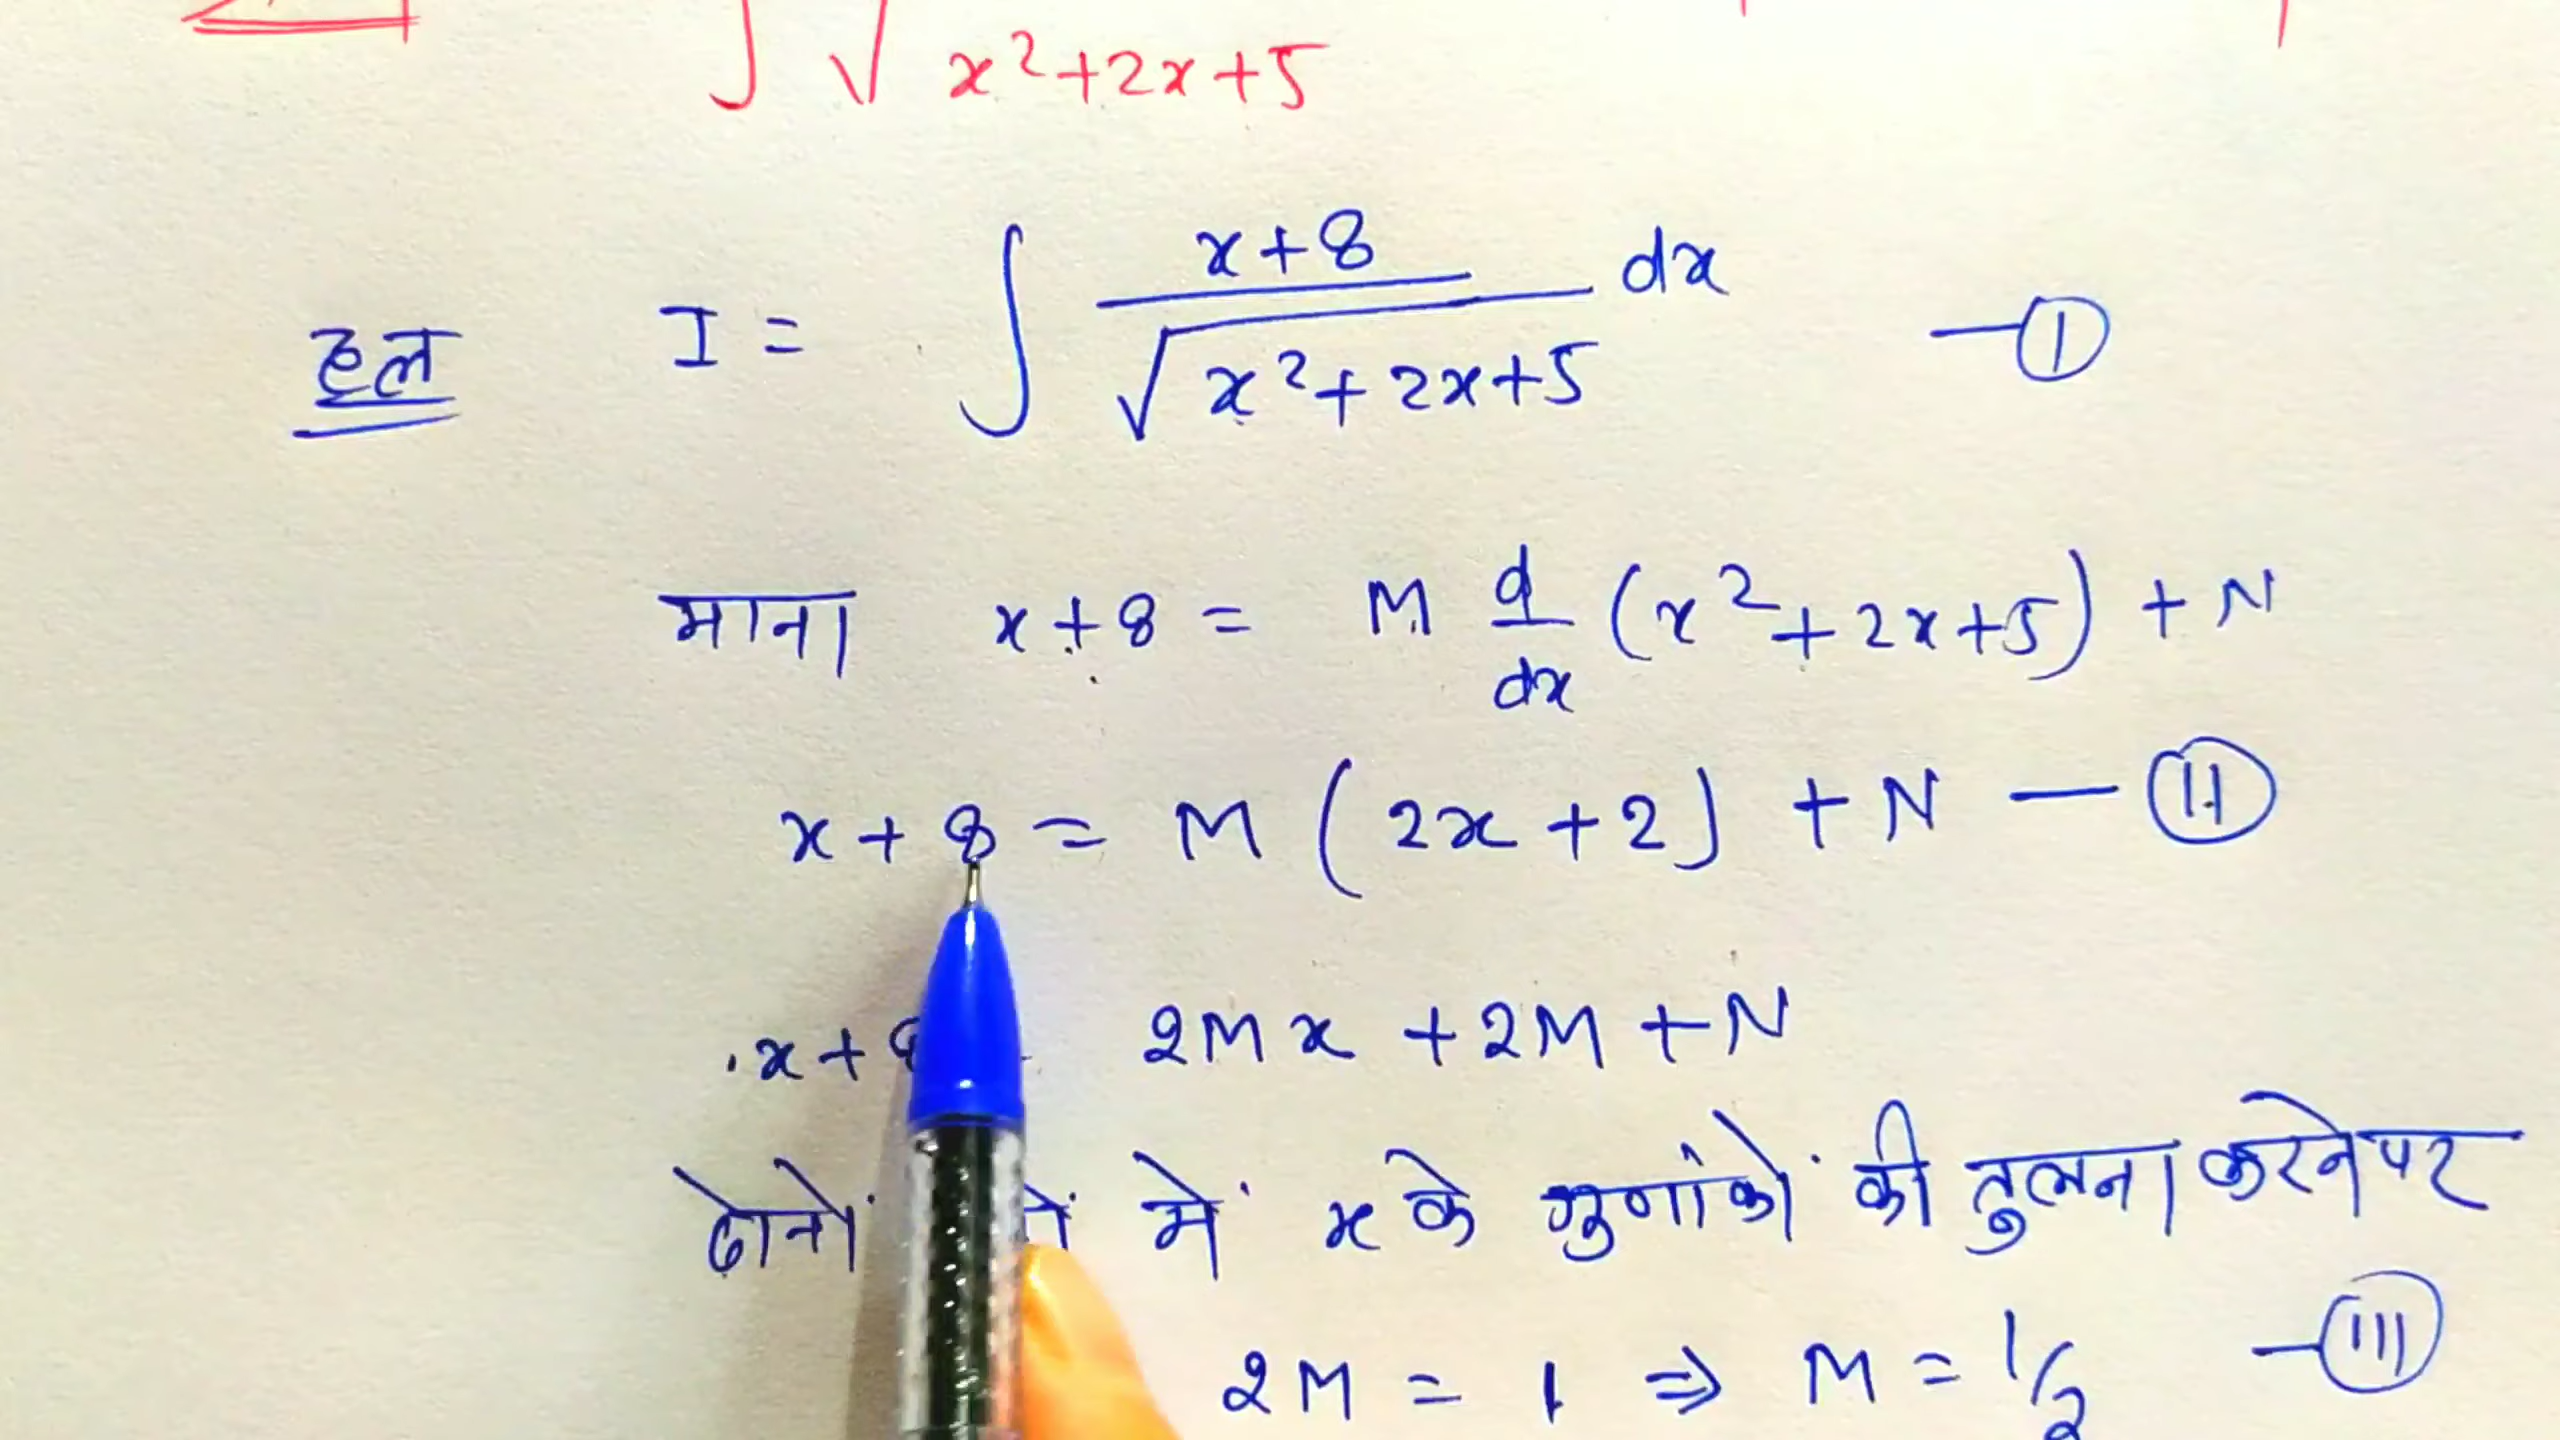 ∫ √x²+2x+5
हल I = ∫ x+8 / √x²+2x+5 dx —(I)
माना x+8 = M d/dx (x²+2x+5) + N
x+8 = M (2x+2) + N —(II)
x+ 2Mx +2M +N
दोनों में x के गुणांकों की तुलना करने पर
2M = 1 ⇒ M = 1/2 —(III)